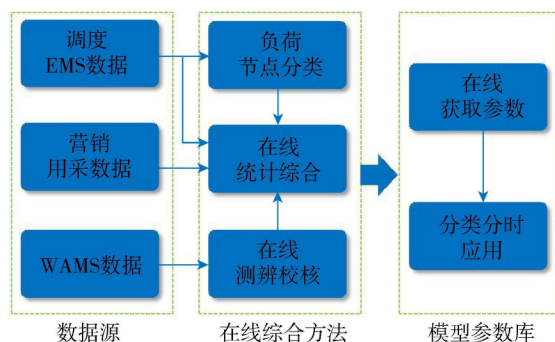 调度
EMS数据
营销
用采数据
WAMS数据
数据源
负荷
节点分类
在线
统计综合
在线
测辨校核
在线综合方法
在线
获取参数
分类分时
应用
模型参数库